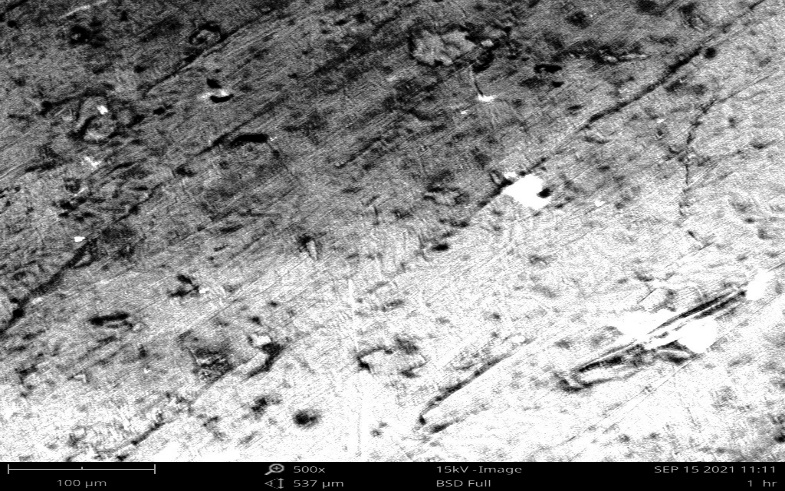 500x 15kV -Image SEP 15 2021 11:11
100 µm 537 µm BSD Full 1 hr